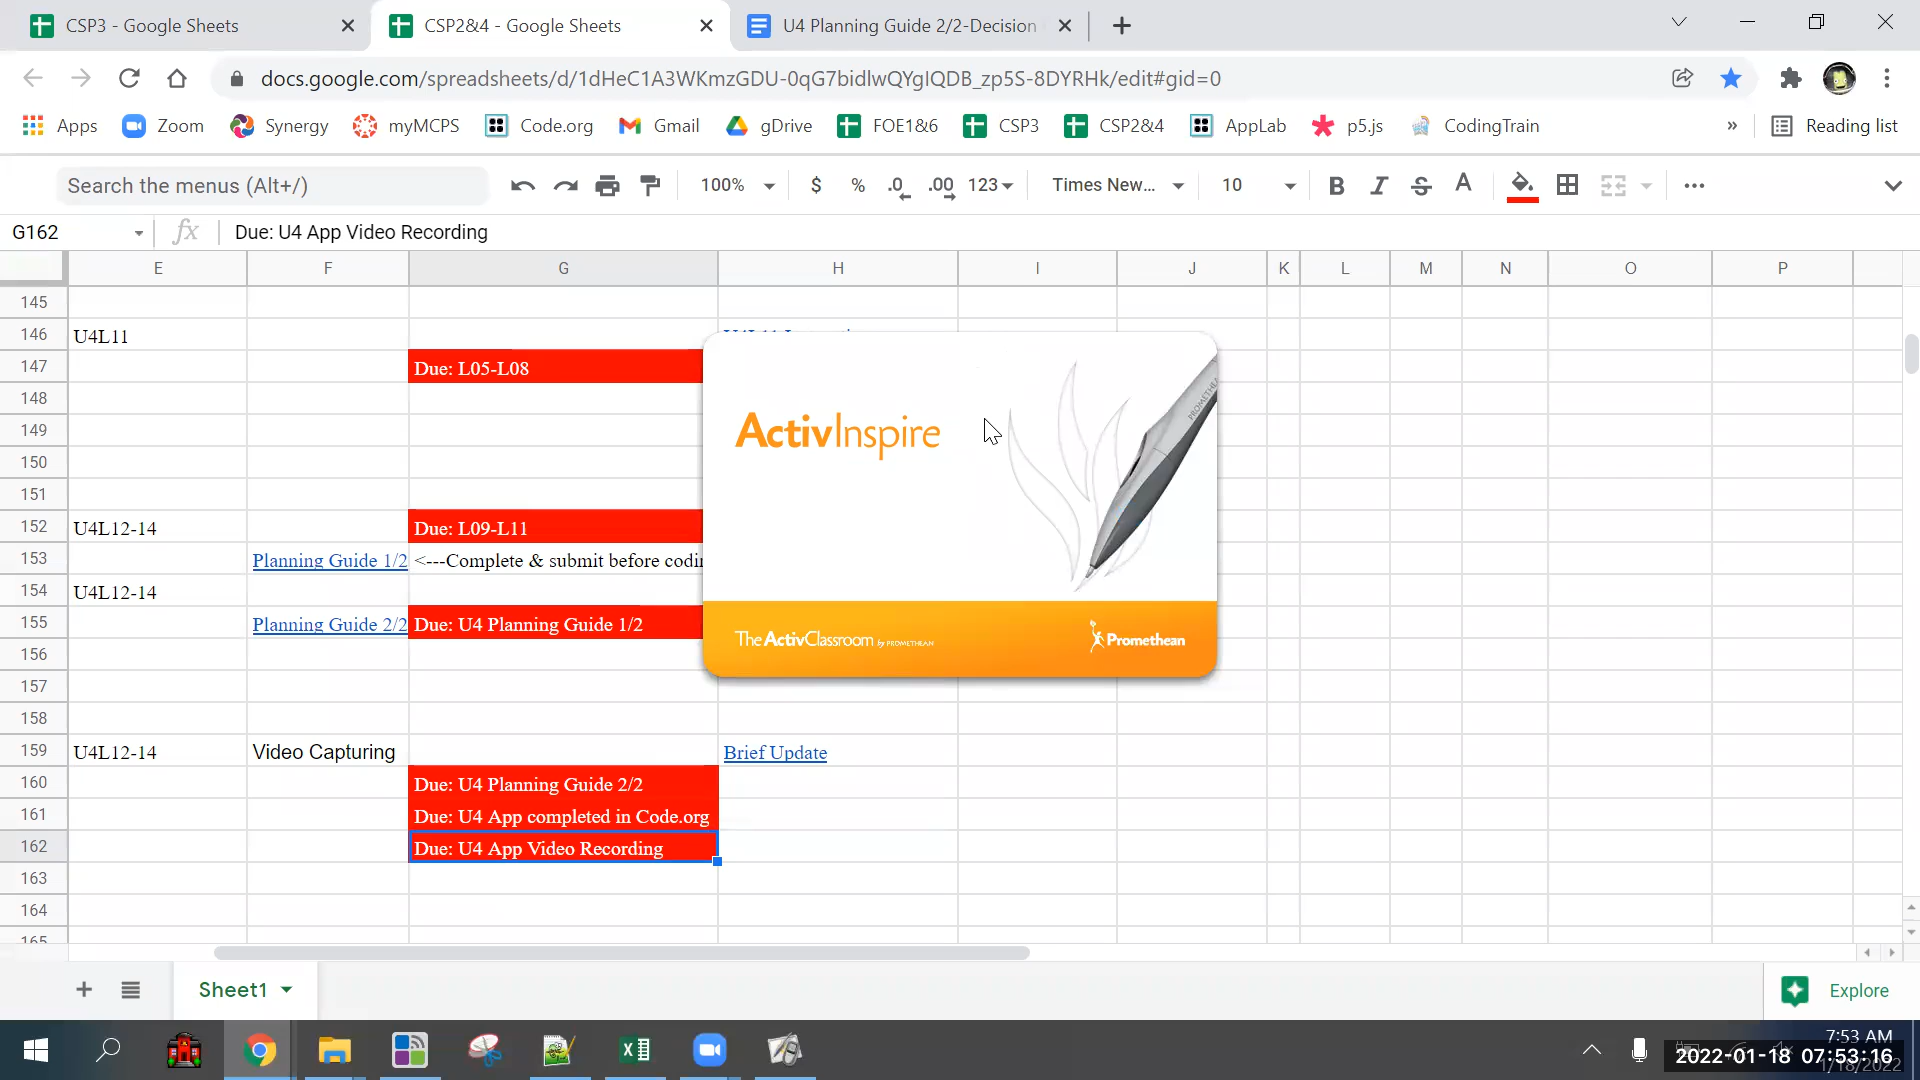 CSP3 - Google Sheets
CSP2&4 - Google Sheets
U4 Planning Guide 2/2-Decision
docs.google.com/spreadsheets/d/1dHeC1A3WKmzGDU-0qG7bidlwQYgIQDB_zp5S-8DYRHk/edit#gid=0
Apps Zoom Synergy myMCPS Code.org Gmail gDrive FOE1&6 CSP3 CSP2&4 AppLab p5.js CodingTrain » Reading list
Search the menus (Alt+/) 100% $ % .0 .00 123 Times New... 10 B I S A
G162 fx Due: U4 App Video Recording
E F G H I J K L M N O P
145
146 U4L11
147 Due: L05-L08
148
149
150
151
152 U4L12-14 Due: L09-L11
153 Planning Guide 1/2 <---Complete & submit before
154 U4L12-14
155 Planning Guide 2/2 Due: U4 Planning Guide 1/2
156
157
158
159 U4L12-14 Video Capturing Brief Update
160 Due: U4 Planning Guide 2/2
161 Due: U4 App completed in Code.org
162 Due: U4 App Video Recording
163
164
165
ActivInspire
PROMETHEA
The ActivClassroom by PROMETHEAN
Promethean
Sheet1
Explore
7:53 AM
2022-01-18 07:53:16
1/18/2022